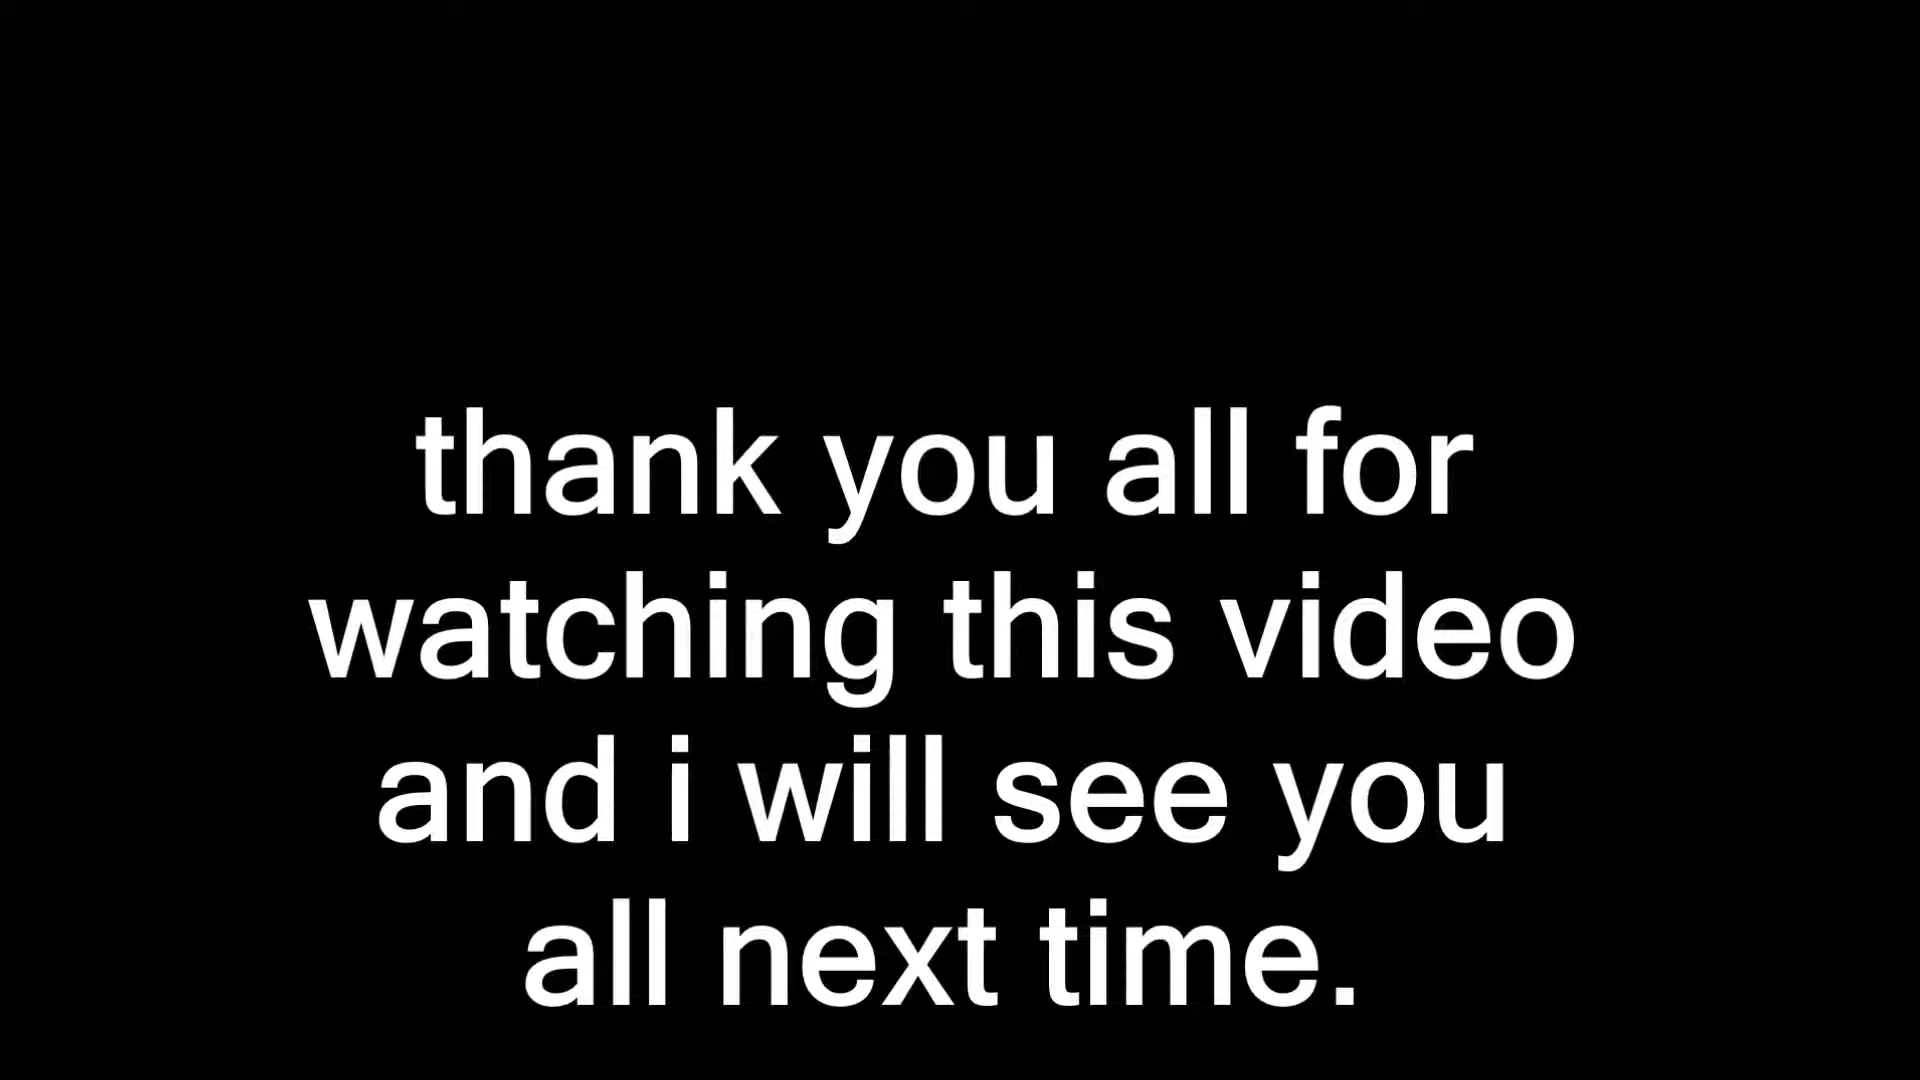 thank you all for
watching this video
and i will see you
all next time.